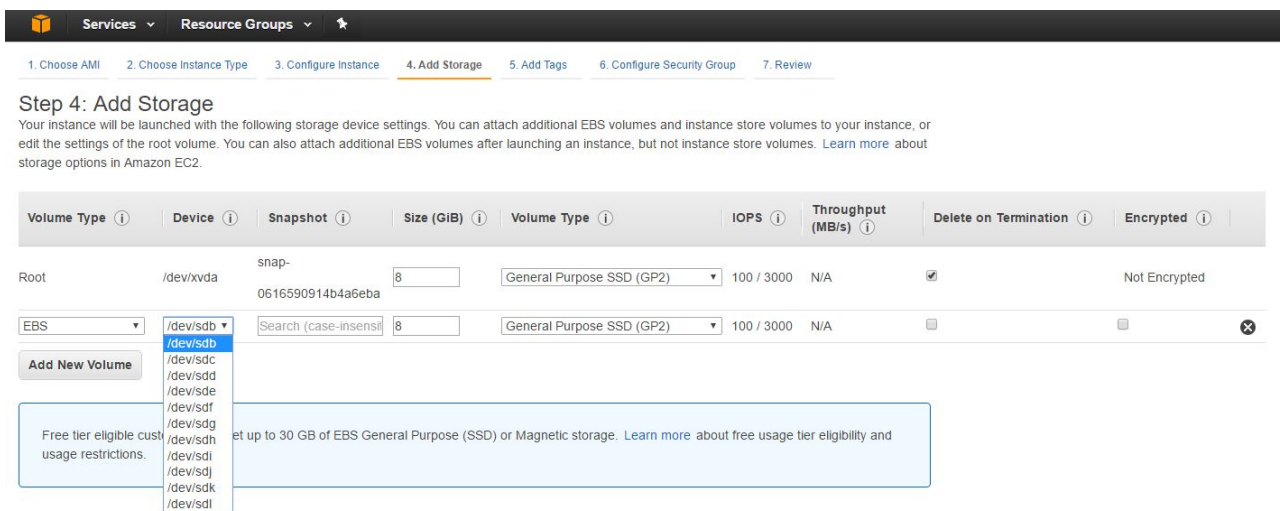 Services Resource Groups
1. Choose AMI 2. Choose Instance Type 3. Configure Instance 4. Add Storage 5. Add Tags 6. Configure Security Group 7. Review
Step 4: Add Storage
Your instance will be launched with the following storage device settings. You can attach additional EBS volumes and instance store volumes to your instance, or
edit the settings of the root volume. You can also attach additional EBS volumes after launching an instance, but not instance store volumes. Learn more about
storage options in Amazon EC2.
Volume Type Device Snapshot Size (GiB) Volume Type IOPS Throughput (MB/s) Delete on Termination Encrypted
Root /dev/xvda snap-0616590914b4a6eba 8 General Purpose SSD (GP2) 100 / 3000 N/A Not Encrypted
EBS /dev/sdb Search (case-insensi 8 General Purpose SSD (GP2) 100 / 3000 N/A
/dev/sdb
Add New Volume
/dev/sdc
/dev/sdd
/dev/sde
/dev/sdf
/dev/sdg
/dev/sdh
/dev/sdi
/dev/sdj
/dev/sdk
/dev/sdl
Free tier eligible cust et up to 30 GB of EBS General Purpose (SSD) or Magnetic storage. Learn more about free usage tier eligibility and
usage restrictions.